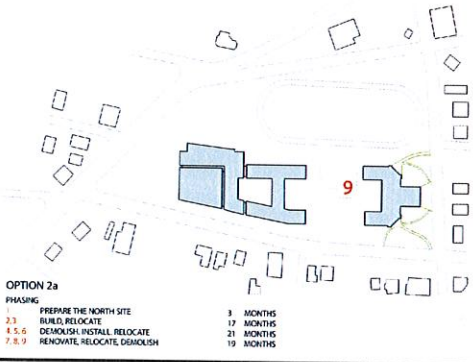 9
OPTION 2a
PHASING
1 PREPARE THE NORTH SITE 3 MONTHS
2,3 BUILD, RELOCATE 17 MONTHS
4, 5, 6 DEMOLISH, INSTALL, RELOCATE 21 MONTHS
7, 8, 9 RENOVATE, RELOCATE, DEMOLISH 19 MONTHS